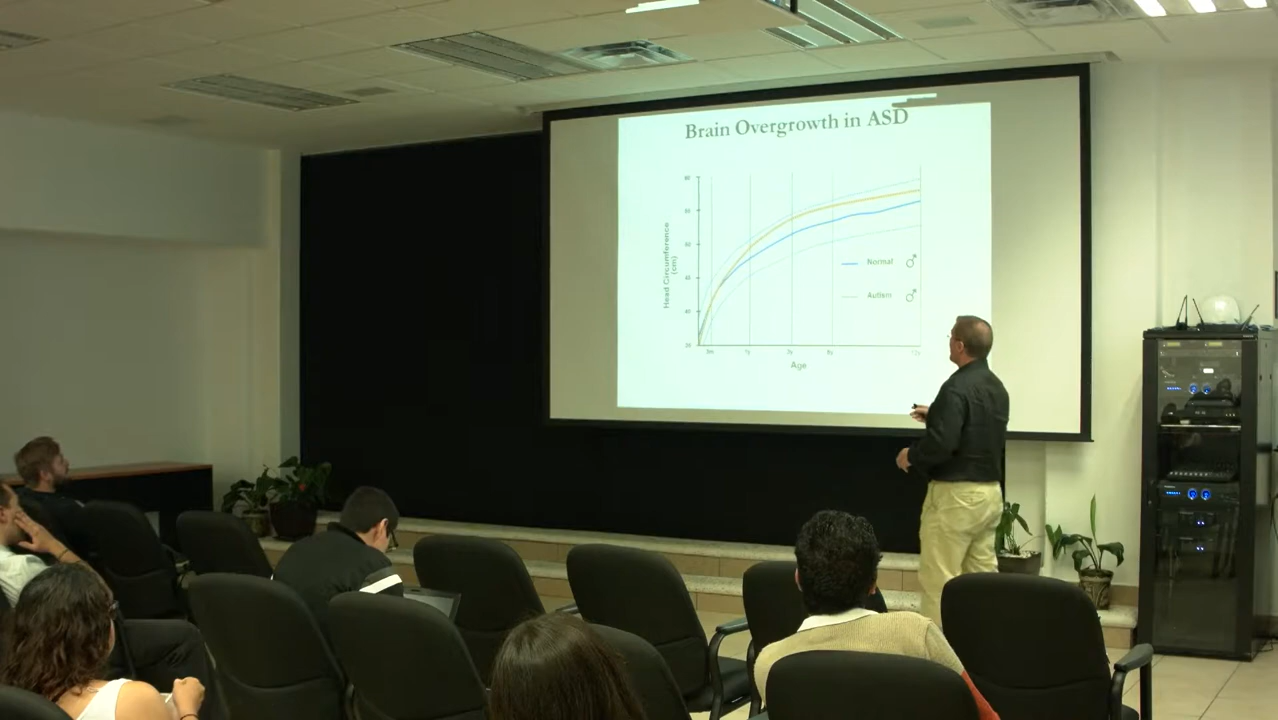 Brain Overgrowth in ASD
Head Circumference
(cm)
Normal ♂
Autism ♂
Age